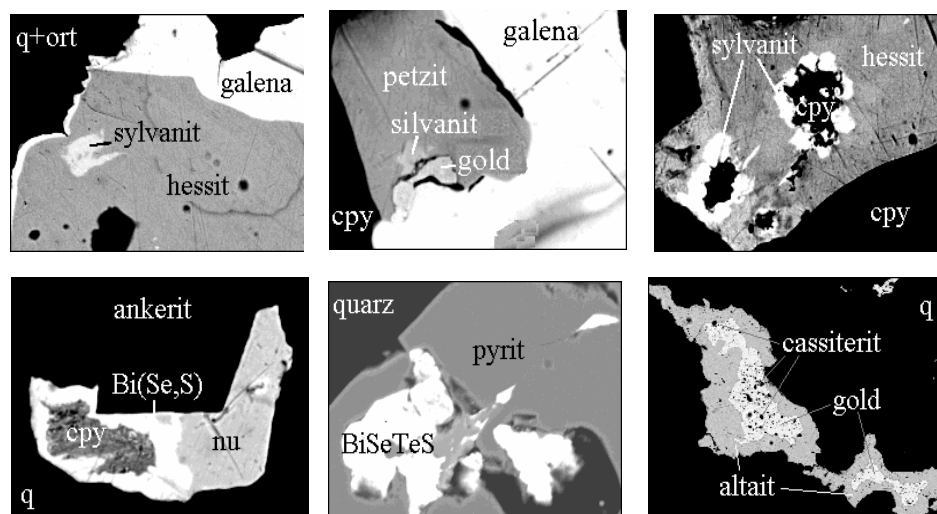 q+ort
galena
sylvanit
hessit
galena
petzit
silvanit
gold
cpy
sylvanit
hessit
cpy
cpy
ankerit
Bi(Se,S)
cpy
nu
q
quarz
pyrit
BiSeTeS
q
cassiterit
gold
altait